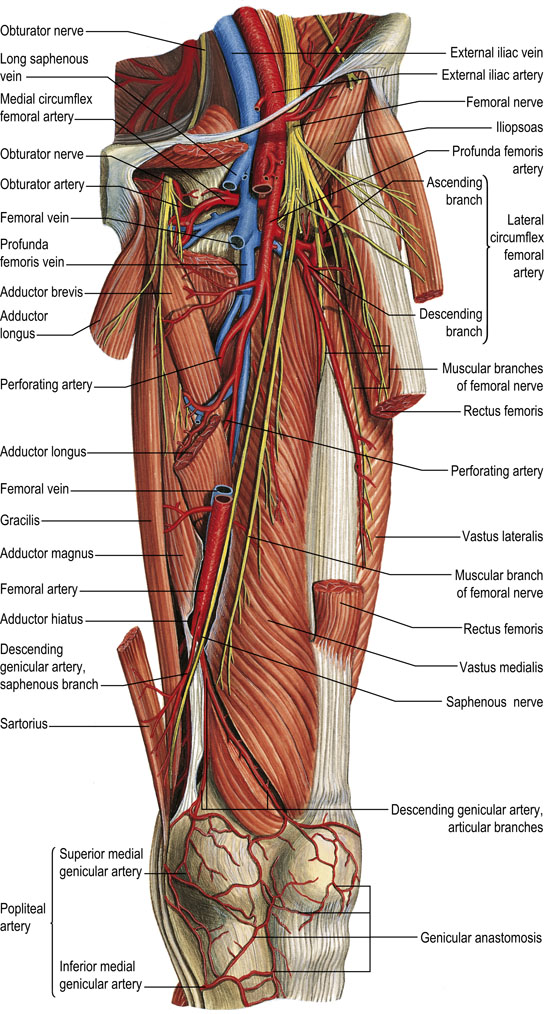 Obturator nerve
Long saphenous
vein
Medial circumflex
femoral artery
Obturator nerve
Obturator artery
Femoral vein
Profunda
femoris vein
Adductor brevis
Adductor
longus
Perforating artery
Adductor longus
Femoral vein
Gracilis
Adductor magnus
Femoral artery
Adductor hiatus
Descending
genicular artery,
saphenous branch
Sartorius
Superior medial
genicular artery
Popliteal
artery
Inferior medial
genicular artery
External iliac vein
External iliac artery
Femoral nerve
Iliopsoas
Profunda femoris
artery
Ascending
branch
Lateral
circumflex
femoral
artery
Descending
branch
Muscular branches
of femoral nerve
Rectus femoris
Perforating artery
Vastus lateralis
Muscular branch
of femoral nerve
Rectus femoris
Vastus medialis
Saphenous nerve
Descending genicular artery,
articular branches
Genicular anastomosis